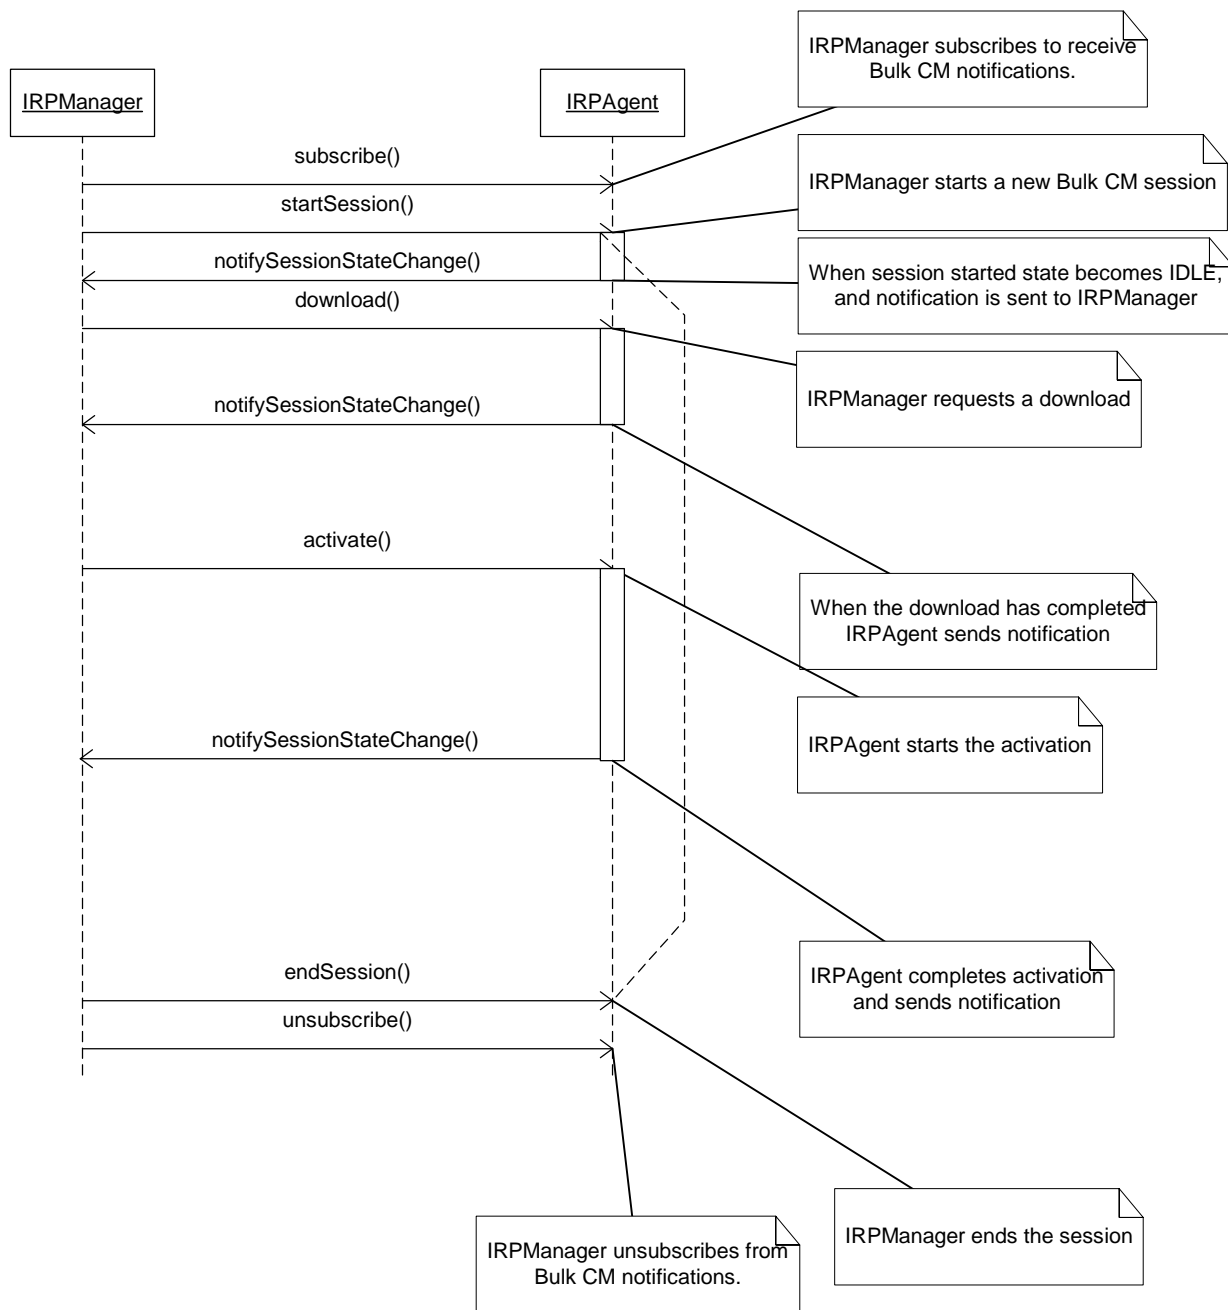 IRPManager subscribes to receive
Bulk CM notifications.
IRPManager
IRPAgent
subscribe()
IRPManager starts a new Bulk CM session
startSession()
notifySessionStateChange()
When session started state becomes IDLE,
and notification is sent to IRPManager
download()
IRPManager requests a download
notifySessionStateChange()
activate()
When the download has completed
IRPAgent sends notification
notifySessionStateChange()
IRPAgent starts the activation
endSession()
IRPAgent completes activation
and sends notification
unsubscribe()
IRPManager ends the session
IRPManager unsubscribes from
Bulk CM notifications.